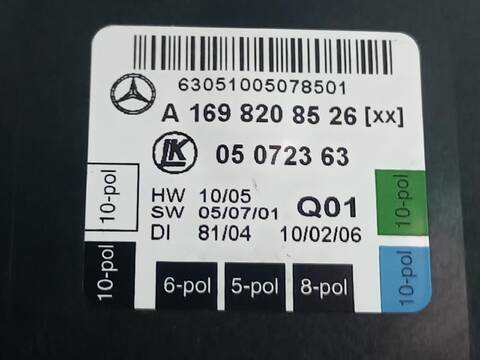 63051005078501
A 169 820 85 26 [xx]
LK 05 0723 63
HW 10/05
SW 05/07/01 Q01
DI 81/04 10/02/06
10-pol
10-pol
6-pol 5-pol 8-pol
10-pol
10-pol